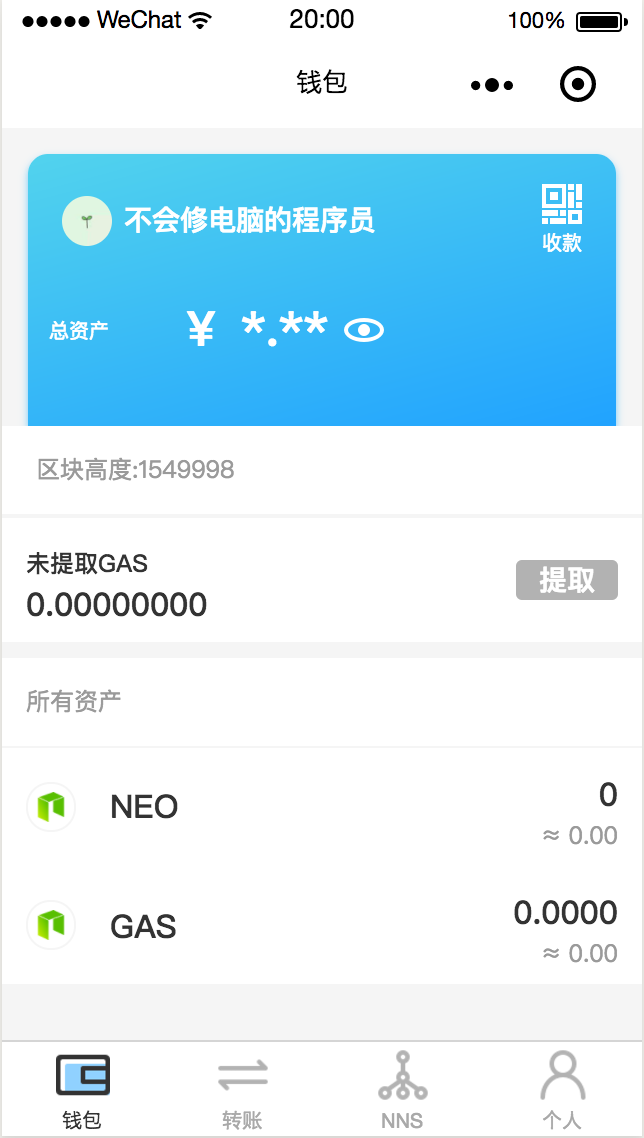 ●●●●● WeChat 20:00 100%
钱包
不会修电脑的程序员
收款
总资产 ¥ *.**
区块高度:1549998
未提取GAS
0.00000000
提取
所有资产
NEO 0
≈ 0.00
GAS 0.0000
≈ 0.00
钱包 转账 NNS 个人